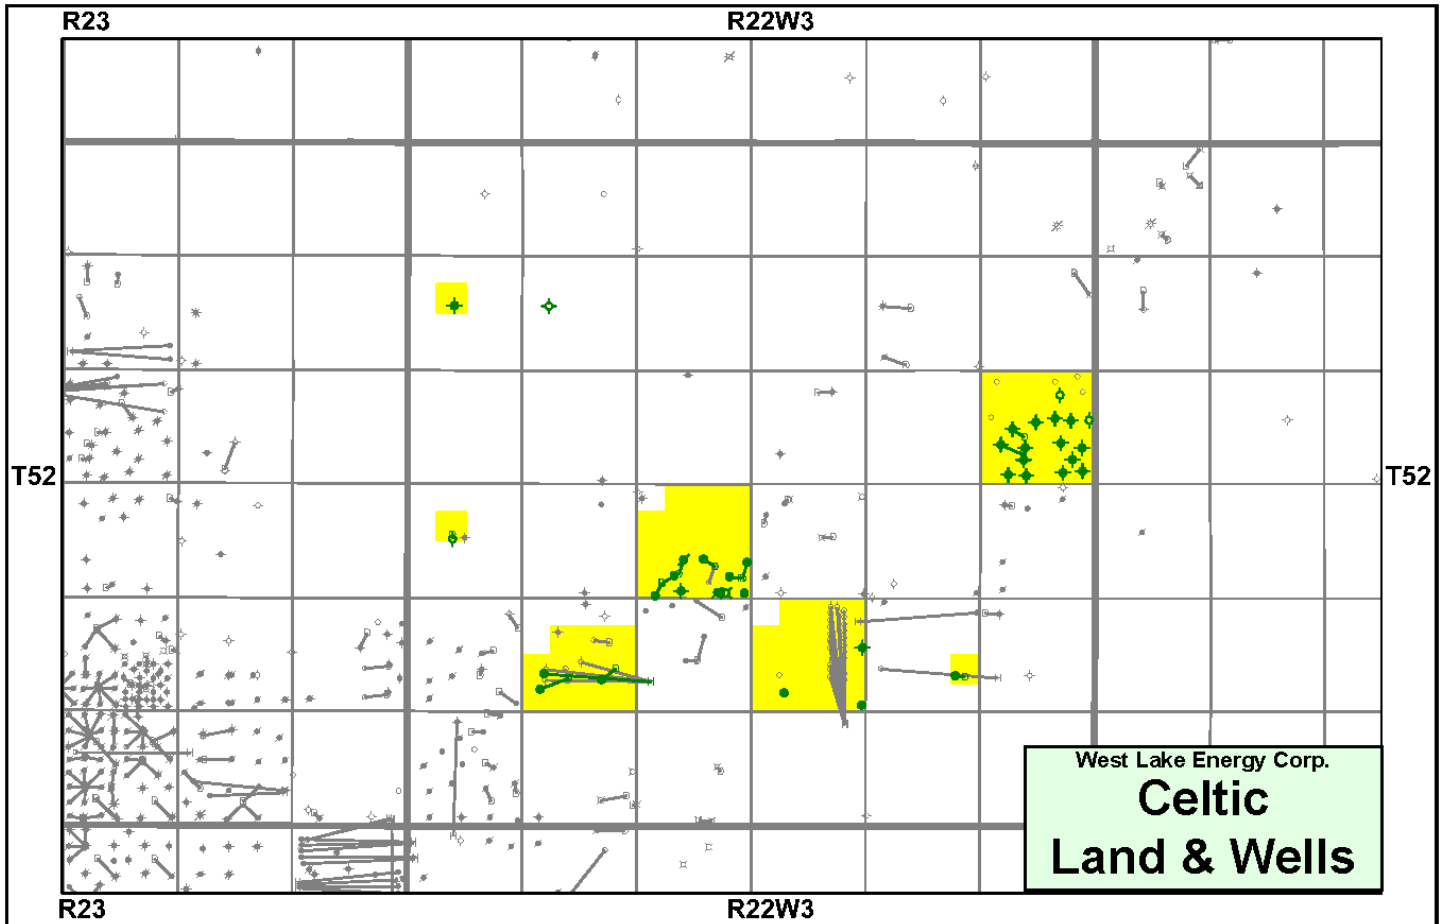 R23 R22W3
T52 T52
West Lake Energy Corp.
Celtic
Land & Wells
R23 R22W3